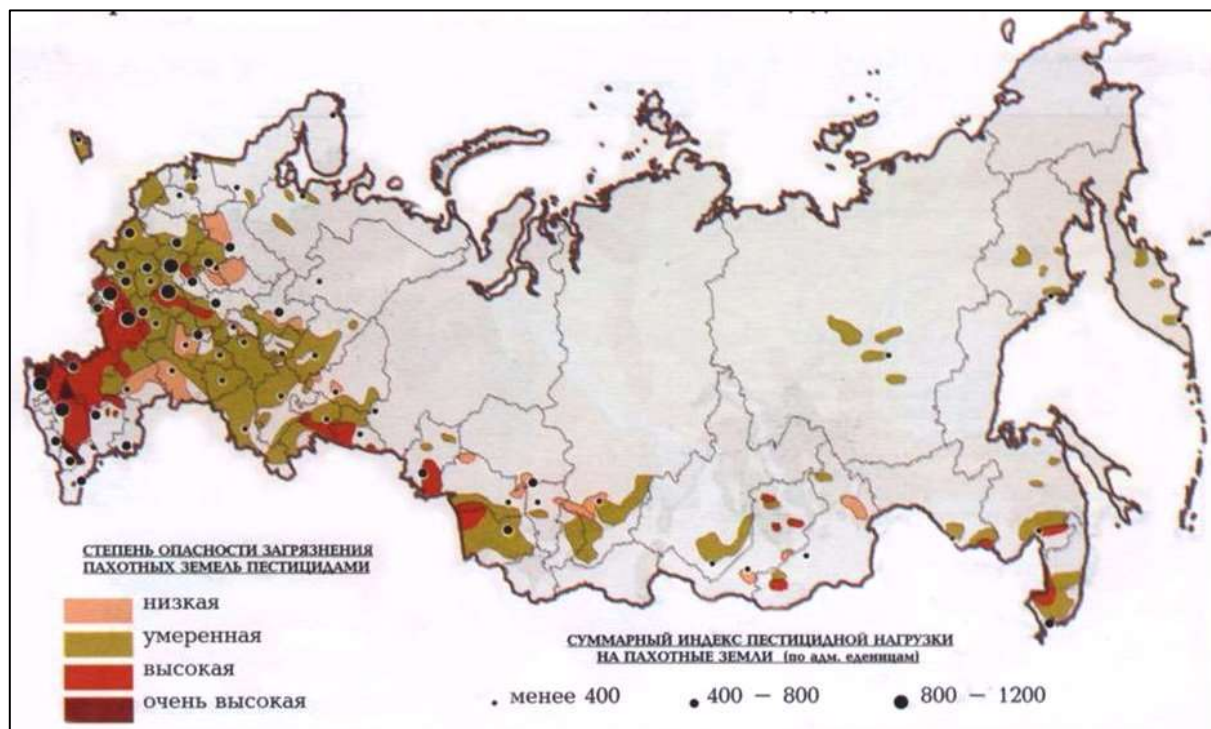 СТЕПЕНЬ ОПАСНОСТИ ЗАГРЯЗНЕНИЯ
ПАХОТНЫХ ЗЕМЕЛЬ ПЕСТИЦИДАМИ
низкая
умеренная
высокая
очень высокая
СУММАРНЫЙ ИНДЕКС ПЕСТИЦИДНОЙ НАГРУЗКИ
НА ПАХОТНЫЕ ЗЕМЛИ (по адм. еденицам)
менее 400
400 — 800
800 — 1200